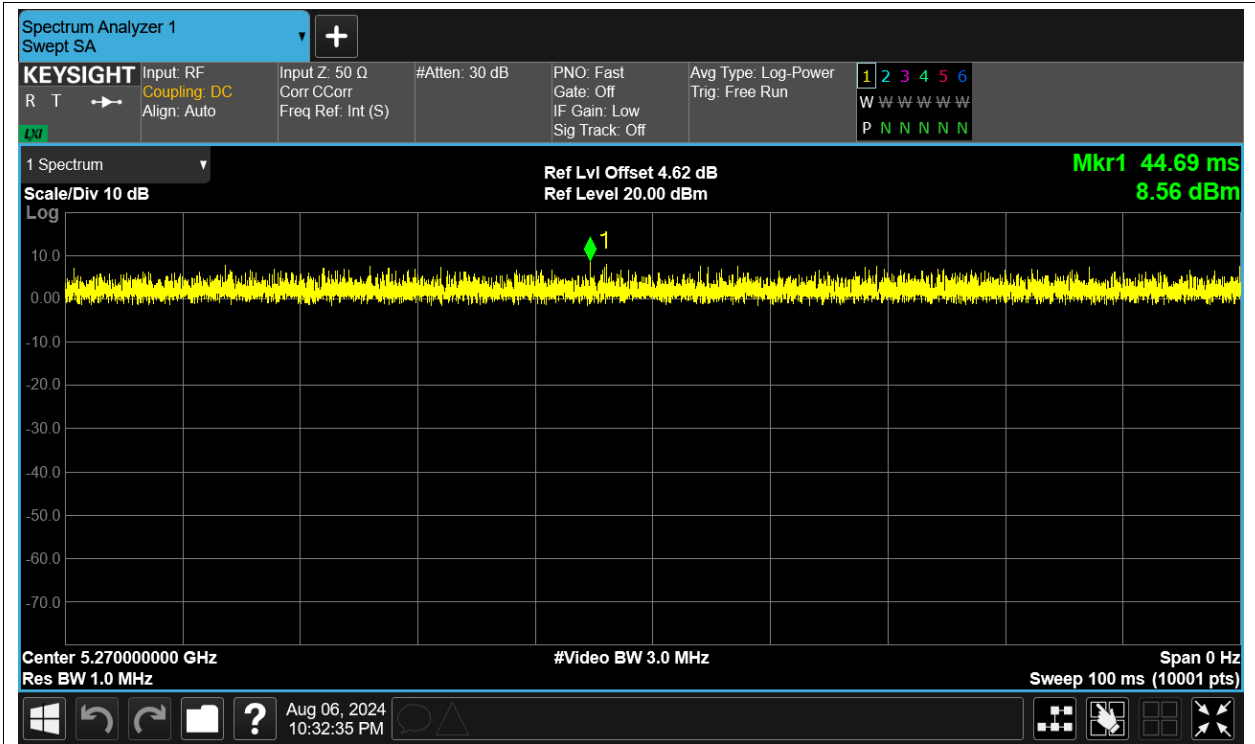 Spectrum Analyzer 1
Swept SA
+
KEYSIGHT
R T
LXI
Input: RF
Coupling: DC
Align: Auto
Input Z: 50 Ω
Corr CCorr
Freq Ref: Int (S)
#Atten: 30 dB
PNO: Fast
Gate: Off
IF Gain: Low
Sig Track: Off
Avg Type: Log-Power
Trig: Free Run
1 2 3 4 5 6
W W W W W W
P N N N N N
1 Spectrum
Scale/Div 10 dB
Ref Lvl Offset 4.62 dB
Ref Level 20.00 dBm
Mkr1 44.69 ms
8.56 dBm
Log
1
10.0
0.00
-10.0
-20.0
-30.0
-40.0
-50.0
-60.0
-70.0
Center 5.270000000 GHz
Res BW 1.0 MHz
#Video BW 3.0 MHz
Span 0 Hz
Sweep 100 ms (10001 pts)
?
Aug 06, 2024
10:32:35 PM